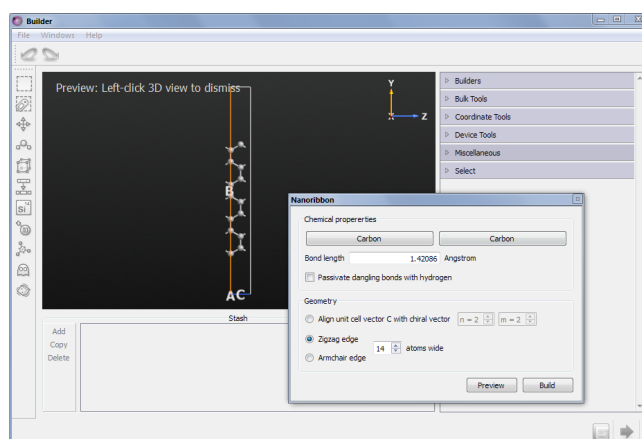 Builder
File Windows Help
Preview: Left-click 3D view to dismiss
Y
X Z
B
AC
Builders
Bulk Tools
Coordinate Tools
Device Tools
Miscellaneous
Select
Si
Stash
Add
Copy
Delete
Nanoribbon
Chemical propererties
Carbon Carbon
Bond length 1.42086 Angstrom
Passivate dangling bonds with hydrogen
Geometry
Align unit cell vector C with chiral vector n = 2 m = 2
Zigzag edge
14 atoms wide
Armchair edge
Preview Build